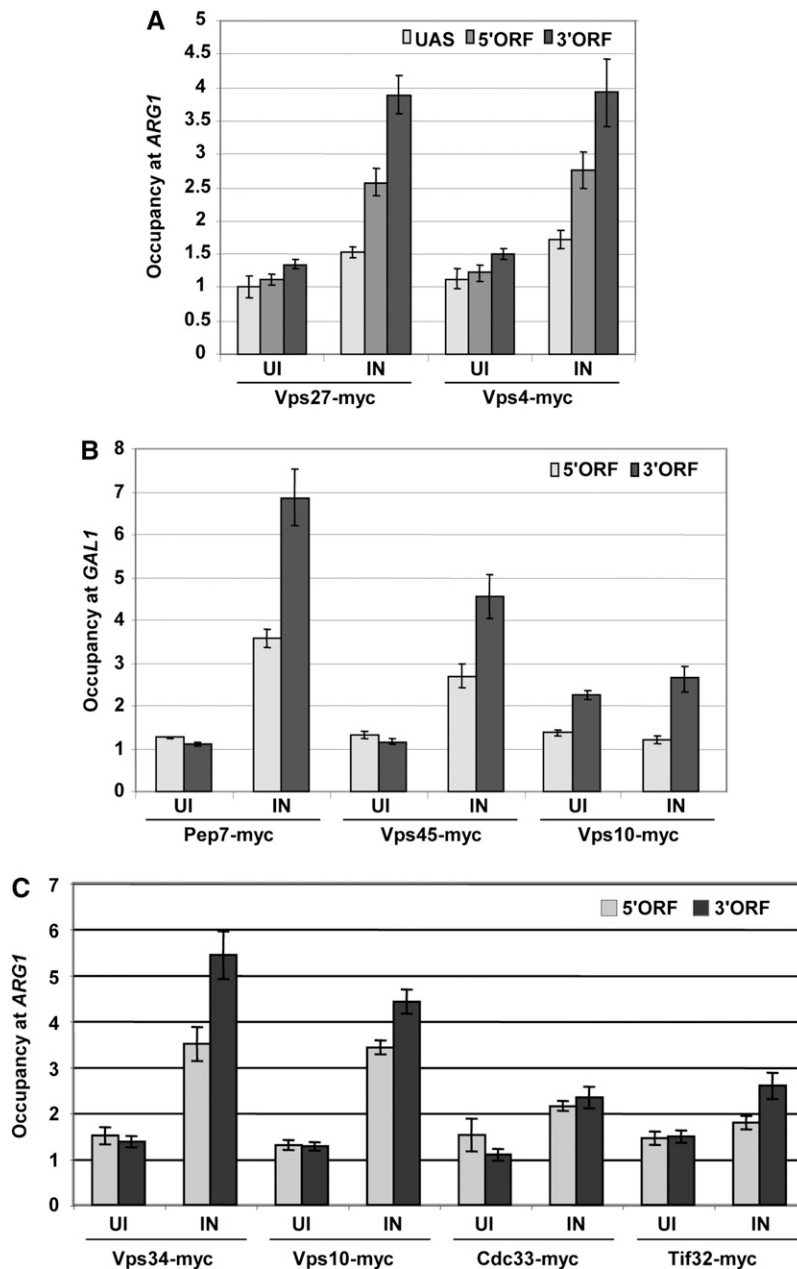 A
UAS 5'ORF 3'ORF
Occupancy at ARG1
5
4.5
4
3.5
3
2.5
2
1.5
1
0.5
0
UI IN UI IN
Vps27-myc Vps4-myc
B
5'ORF 3'ORF
Occupancy at GAL1
8
7
6
5
4
3
2
1
0
UI IN UI IN UI IN
Pep7-myc Vps45-myc Vps10-myc
C
5'ORF 3'ORF
Occupancy at ARG1
7
6
5
4
3
2
1
0
UI IN UI IN UI IN UI IN
Vps34-myc Vps10-myc Cdc33-myc Tif32-myc